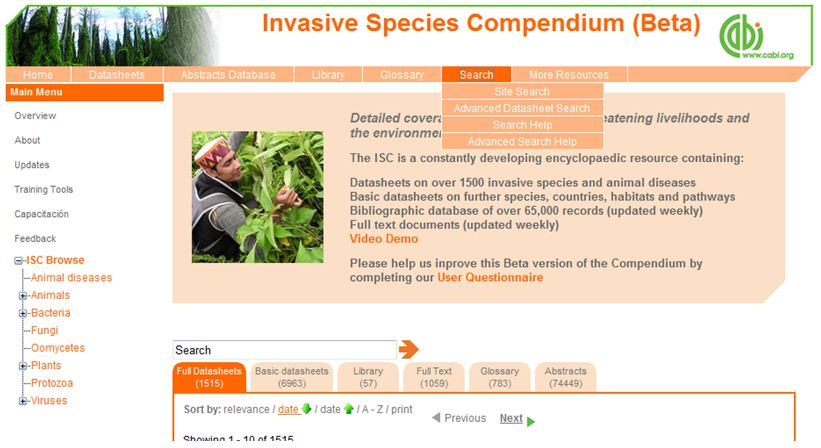 Invasive Species Compendium (Beta)
cabi
www.cabi.org
Home Datasheets Abstracts Database Library Glossary Search More Resources
Site Search
Advanced Datasheet Search
Search Help
Advanced Search Help
Main Menu
Overview
About
Updates
Training Tools
Capacitación
Feedback
ISC Browse
Animal diseases
Animals
Bacteria
Fungi
Oomycetes
Plants
Protozoa
Viruses
Detailed eatening livelihoods and
the
The ISC is a constantly developing encyclopaedic resource containing:
Datasheets on over 1500 invasive species and animal diseases
Basic datasheets on further species, countries, habitats and pathways
Bibliographic database of over 65,000 records (updated weekly)
Full text documents (updated weekly)
Video Demo
Please help us inprove this Beta version of the Compendium by
completing our User Questionnaire
Search
Full Datasheets (1515)
Basic datasheets (6963)
Library (57)
Full Text (1059)
Glossary (783)
Abstracts (74449)
Sort by: relevance / date / date / A - Z / print
Previous Next
Showing 1 - 10 of 1515